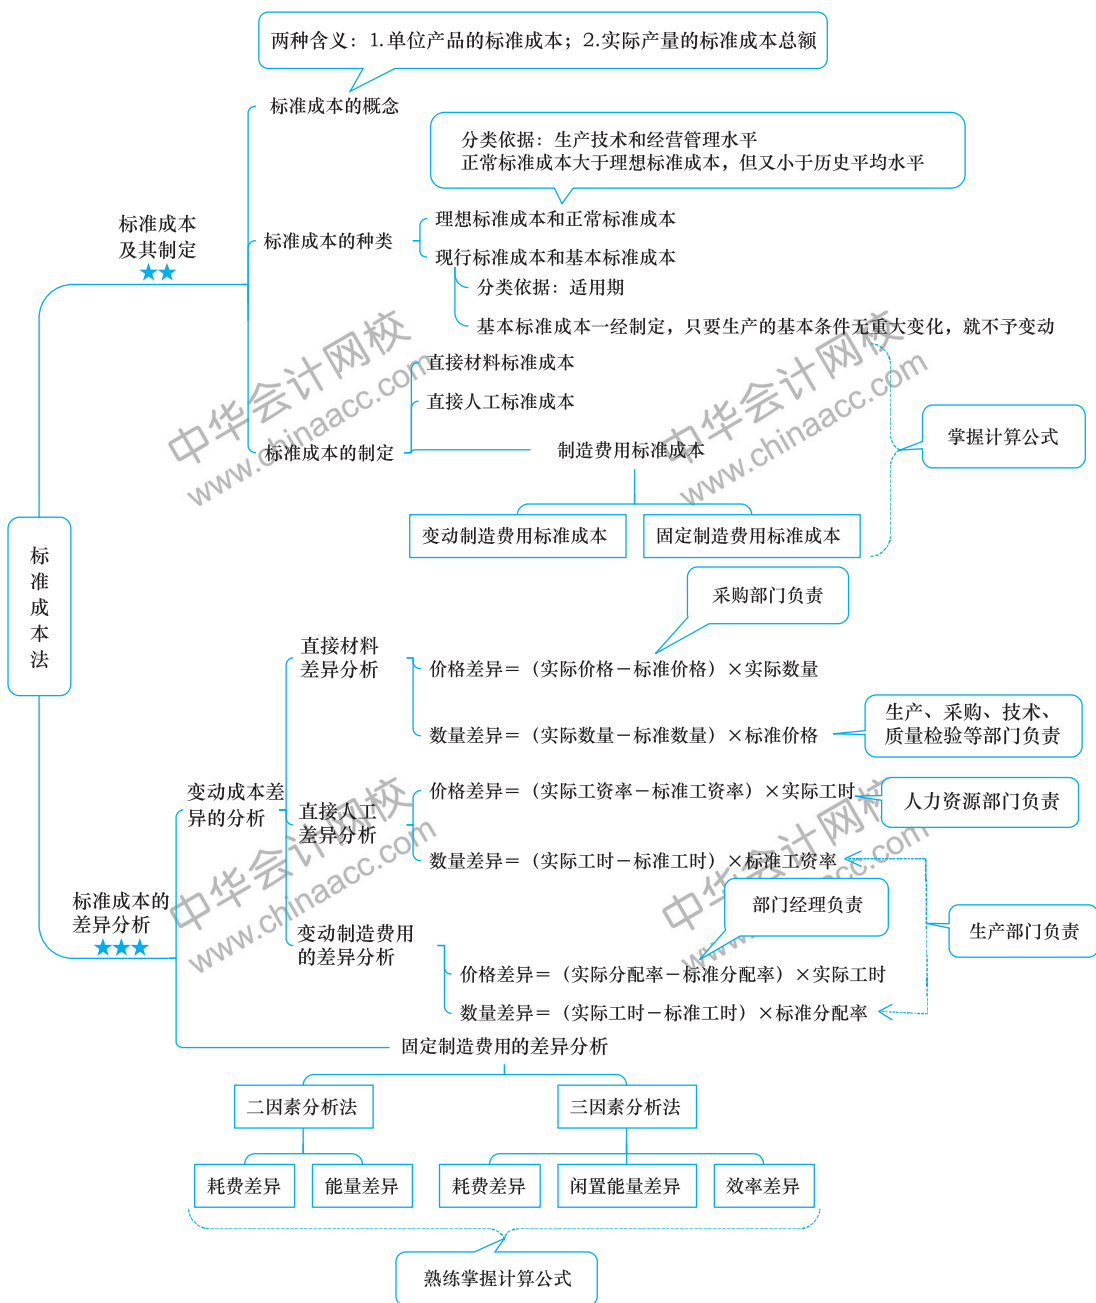 两种含义：1.单位产品的标准成本；2.实际产量的标准成本总额
标准成本的概念
分类依据：生产技术和经营管理水平
正常标准成本大于理想标准成本，但又小于历史平均水平
标准成本
及其制定
★★
标准成本的种类
理想标准成本和正常标准成本
现行标准成本和基本标准成本
分类依据：适用期
基本标准成本一经制定，只要生产的基本条件无重大变化，就不予变动
直接材料标准成本
直接人工标准成本
标准成本的制定
制造费用标准成本
掌握计算公式
变动制造费用标准成本
固定制造费用标准成本
中华会计网校
www.chinaacc.com
中华会计网校
www.chinaacc.com
标
准
成
本
法
采购部门负责
直接材料
差异分析
价格差异＝（实际价格－标准价格）×实际数量
数量差异＝（实际数量－标准数量）×标准价格
生产、采购、技术、
质量检验等部门负责
变动成本差
异的分析
直接人工
差异分析
价格差异＝（实际工资率－标准工资率）×实际工时
人力资源部门负责
数量差异＝（实际工时－标准工时）×标准工资率
部门经理负责
标准成本的
差异分析
★★★
变动制造费用
的差异分析
价格差异＝（实际分配率－标准分配率）×实际工时
数量差异＝（实际工时－标准工时）×标准分配率
生产部门负责
中华会计网校
www.chinaacc.com
中华会计网校
www.chinaacc.com
固定制造费用的差异分析
二因素分析法
三因素分析法
耗费差异
能量差异
耗费差异
闲置能量差异
效率差异
熟练掌握计算公式